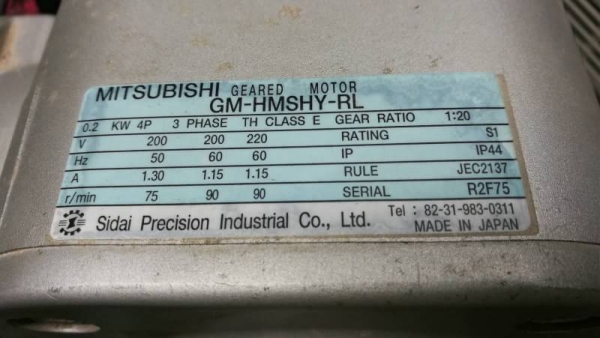 MITSUBISHI GEARED MOTOR
GM-HMSHY-RL
0.2 KW 4P 3 PHASE TH CLASS E GEAR RATIO 1:20
V 200 200 220 RATING S1
Hz 50 60 60 IP IP44
A 1.30 1.15 1.15 RULE JEC2137
r/min 75 90 90 SERIAL R2F75
Sidai Precision Industrial Co., Ltd. Tel : 82-31-983-0311
MADE IN JAPAN